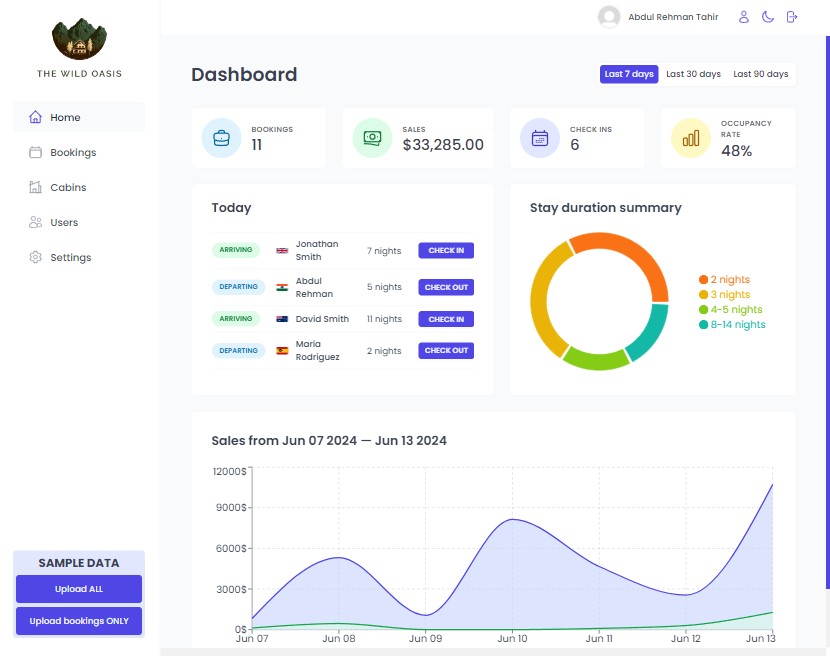 THE WILD OASIS
Home
Bookings
Cabins
Users
Settings
SAMPLE DATA
Upload ALL
Upload bookings ONLY
Abdul Rehman Tahir
Dashboard
Last 7 days Last 30 days Last 90 days
BOOKINGS
11
SALES
$33,285.00
CHECK INS
6
OCCUPANCY
RATE
48%
Today
ARRIVING Jonathan Smith 7 nights CHECK IN
DEPARTING Abdul Rehman 5 nights CHECK OUT
ARRIVING David Smith 11 nights CHECK IN
DEPARTING Maria Rodriguez 2 nights CHECK OUT
Stay duration summary
2 nights
3 nights
4-5 nights
8-14 nights
Sales from Jun 07 2024 — Jun 13 2024
12000$
9000$
6000$
3000$
0$
Jun 07 Jun 08 Jun 09 Jun 10 Jun 11 Jun 12 Jun 13